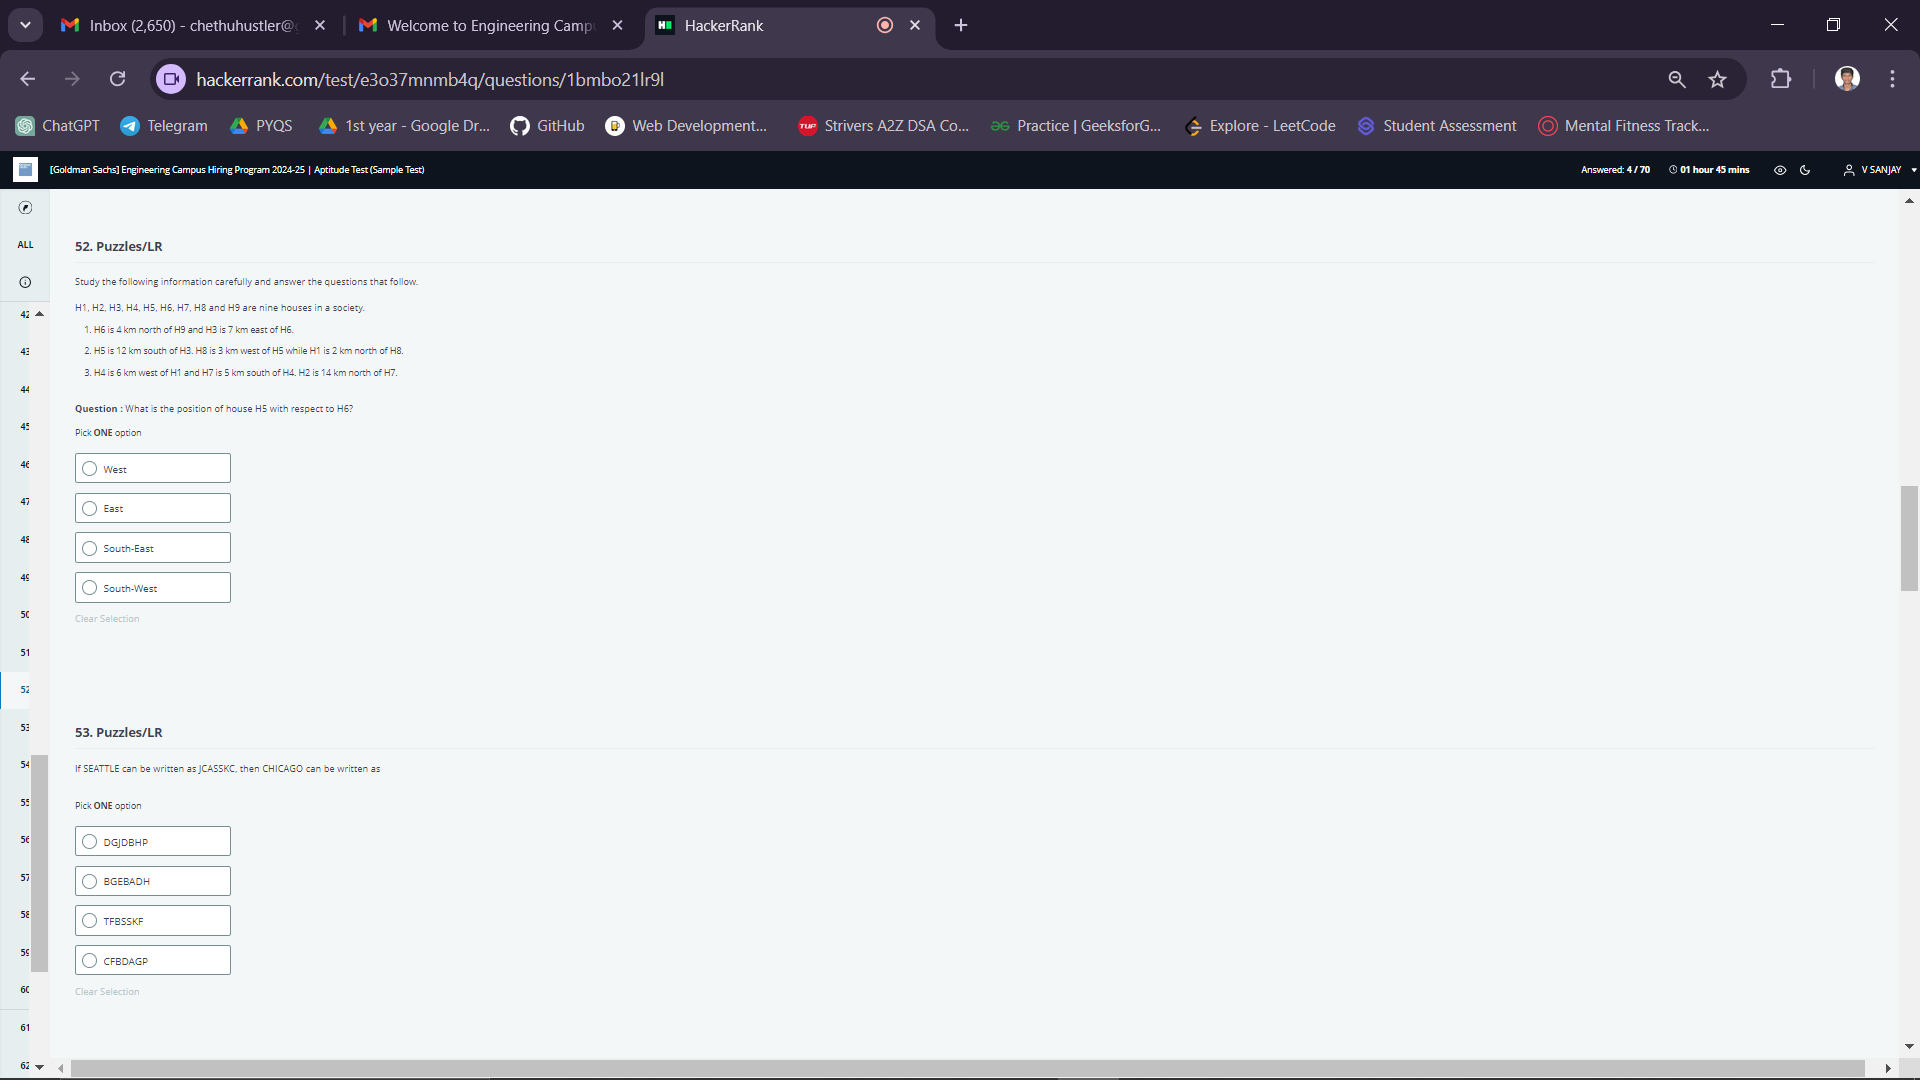 Inbox (2,650) - chethuhustler@g
Welcome to Engineering Camp
HackerRank
hackerrank.com/test/e3o37mnmb4q/questions/1bmbo21lr9l
ChatGPT
Telegram
PYQS
1st year - Google Dr...
GitHub
Web Development...
TUF
Strivers A2Z DSA Co...
Practice | GeeksforG...
Explore - LeetCode
Student Assessment
Mental Fitness Track...
[Goldman Sachs] Engineering Campus Hiring Program 2024-25 | Aptitude Test (Sample Test)
Answered: 4 / 70
01 hour 45 mins
V SANJAY
ALL
42
43
44
45
46
47
48
49
50
51
52
53
54
55
56
57
58
59
60
61
62
52. Puzzles/LR
Study the following information carefully and answer the questions that follow.
H1, H2, H3, H4, H5, H6, H7, H8 and H9 are nine houses in a society.
1. H6 is 4 km north of H9 and H3 is 7 km east of H6.
2. H5 is 12 km south of H3. H8 is 3 km west of H5 while H1 is 2 km north of H8.
3. H4 is 6 km west of H1 and H7 is 5 km south of H4. H2 is 14 km north of H7.
Question : What is the position of house H5 with respect to H6?
Pick ONE option
West
East
South-East
South-West
Clear Selection
53. Puzzles/LR
If SEATTLE can be written as JCASSKC, then CHICAGO can be written as
Pick ONE option
DGJDBHP
BGEBADH
TFBSSKF
CFBDAGP
Clear Selection